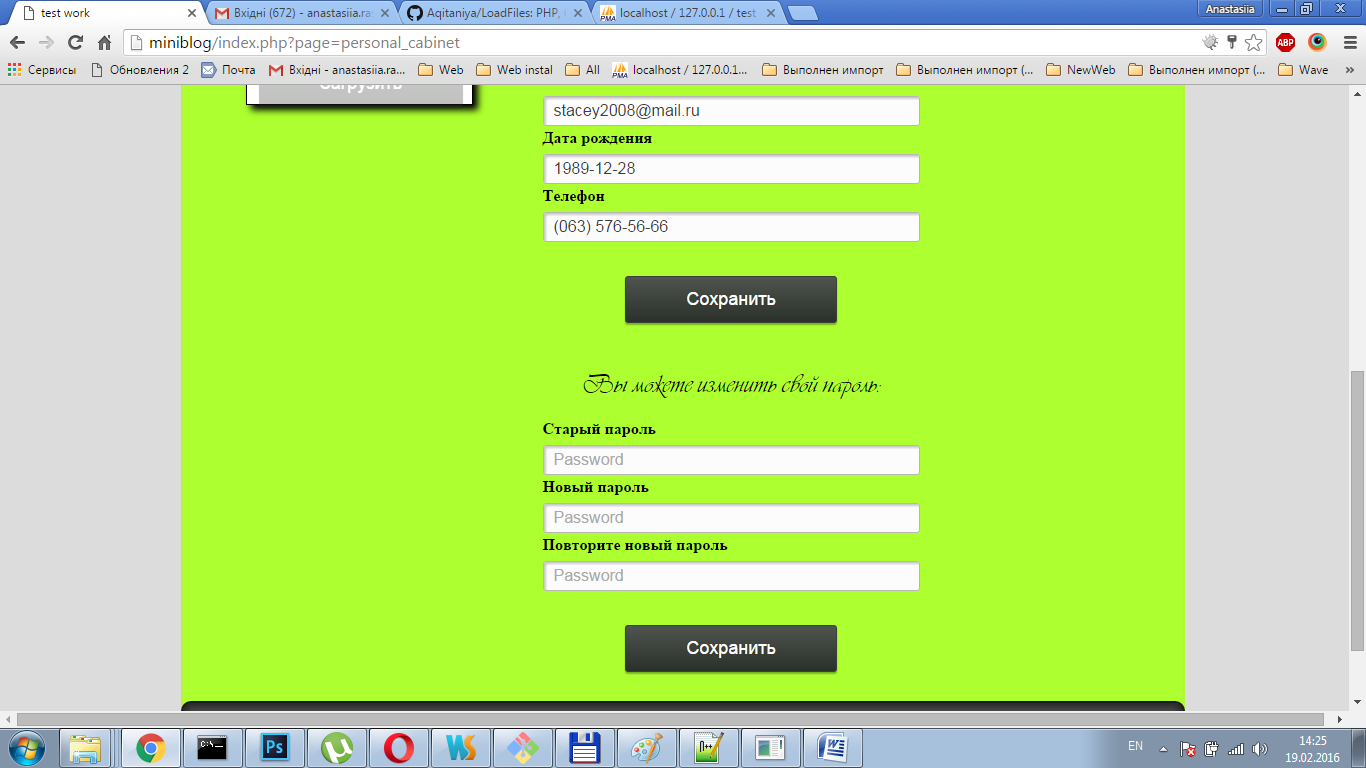 test work
Вхідні (672) - anastasiia.ra
Aqitaniya/LoadFiles: PHP,
localhost / 127.0.0.1 / test
Anastasiia
miniblog/index.php?page=personal_cabinet
ABP
Сервисы
Обновления 2
Почта
Вхідні - anastasiia.ra...
Web
Web instal
All
localhost / 127.0.0.1...
Выполнен импорт
Выполнен импорт (...
NewWeb
Выполнен импорт (...
Wave
»
Загрузить
stacey2008@mail.ru
Дата рождения
1989-12-28
Телефон
(063) 576-56-66
Сохранить
Вы можете изменить свой пароль:
Старый пароль
Password
Новый пароль
Password
Повторите новый пароль
Password
Сохранить
EN
14:25
19.02.2016